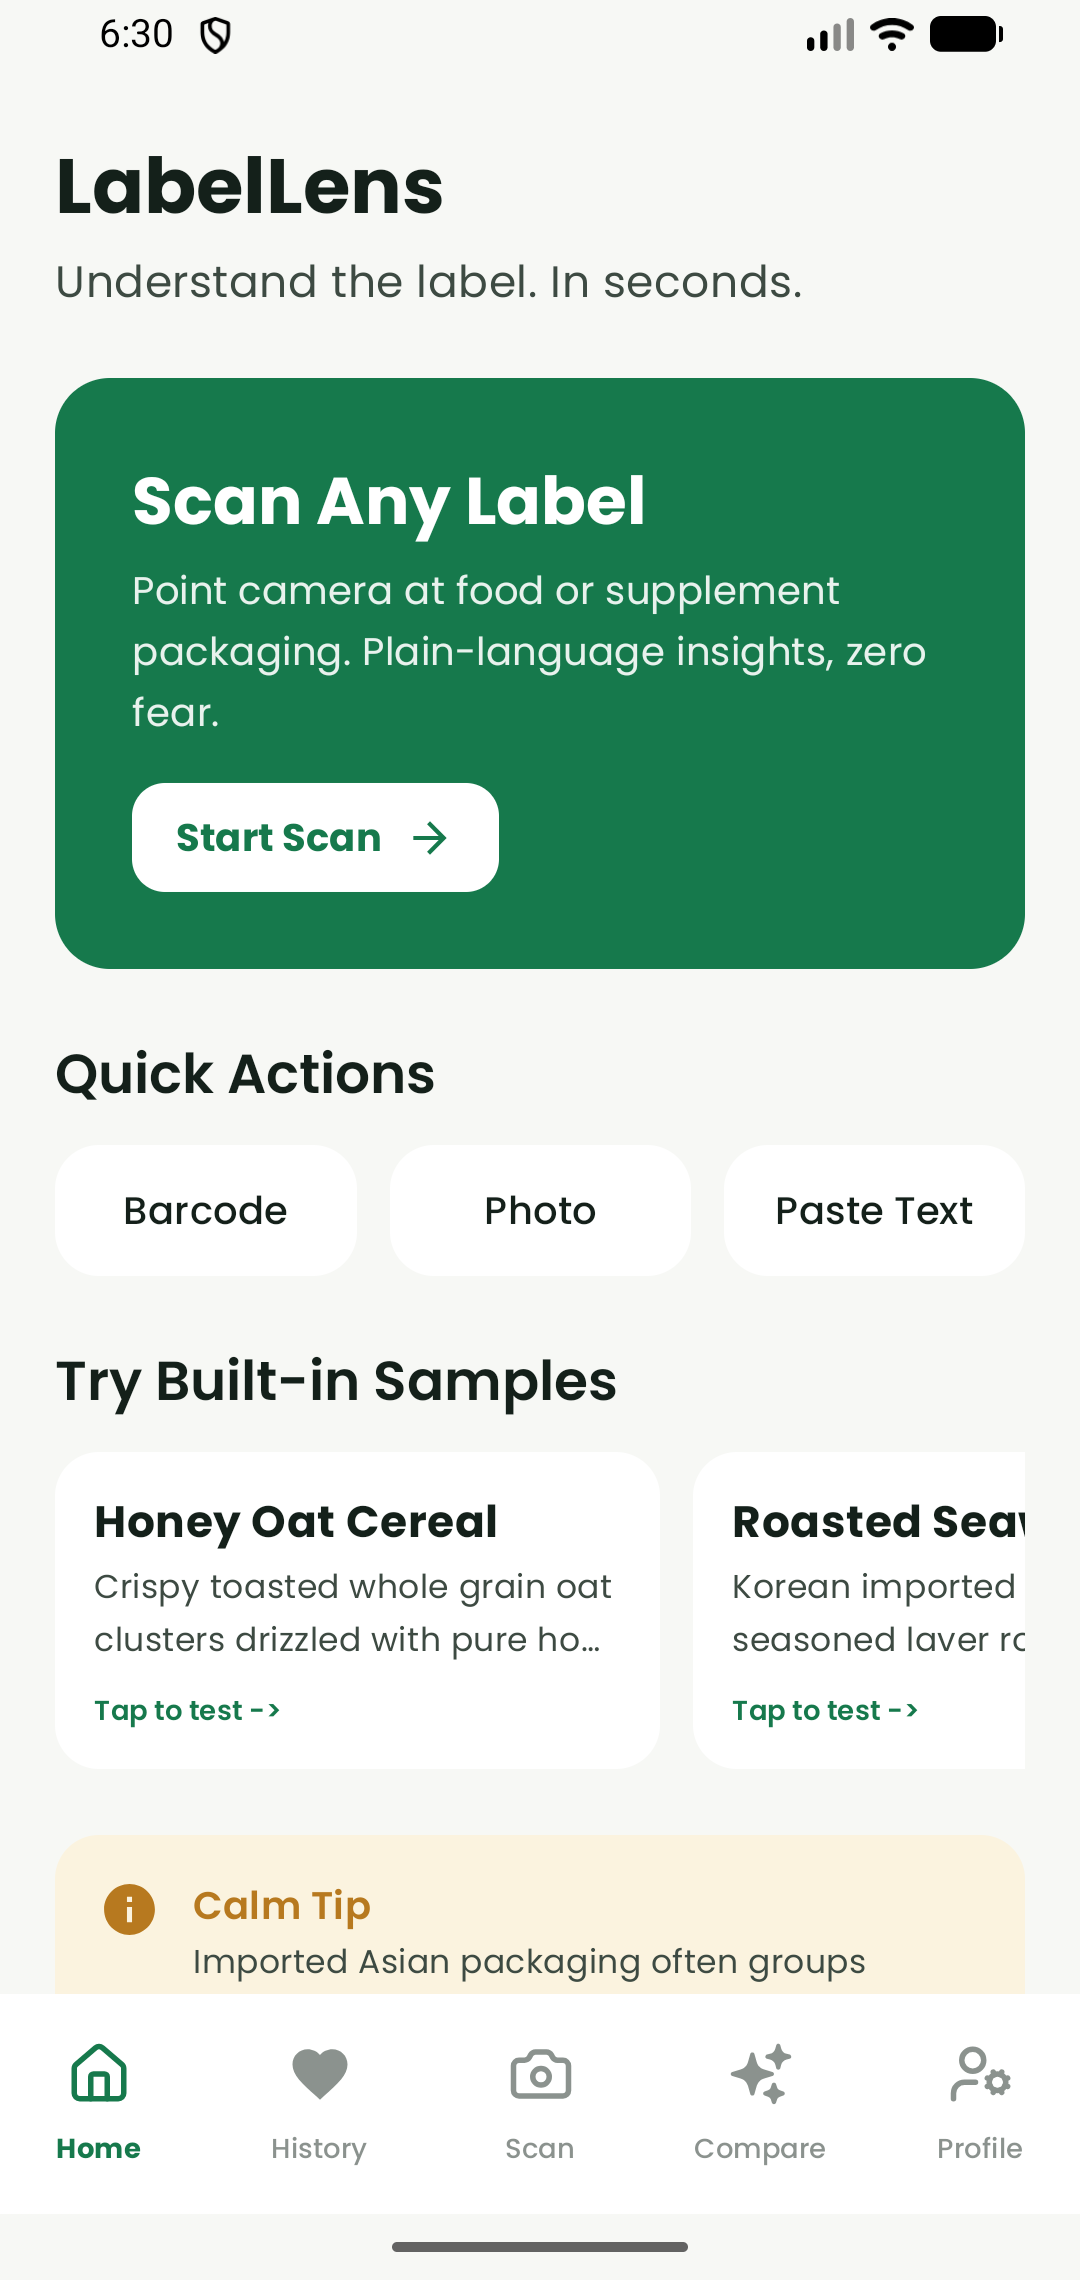 6:30
LabelLens
Understand the label. In seconds.
Scan Any Label
Point camera at food or supplement
packaging. Plain-language insights, zero
fear.
Start Scan
Quick Actions
Barcode
Photo
Paste Text
Try Built-in Samples
Honey Oat Cereal
Crispy toasted whole grain oat
clusters drizzled with pure ho...
Tap to test ->
Roasted
Korean imported
seasoned laver
Tap to test ->
Calm Tip
Imported Asian packaging often groups
Home
History
Scan
Compare
Profile